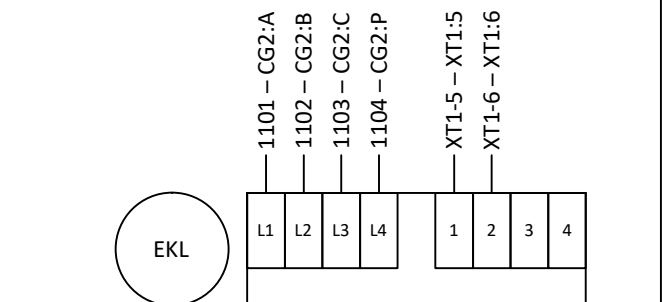 1101 – CG2:A
1102 – CG2:B
1103 – CG2:C
1104 – CG2:P
XT1-5 – XT1:5
XT1-6 – XT1:6
EKL
L1
L2
L3
L4
1
2
3
4